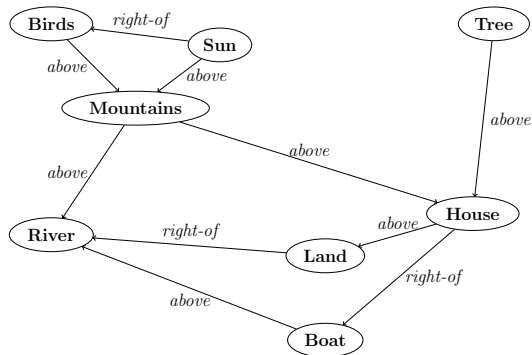 Birds
right-of
Sun
Tree
above
above
Mountains
above
above
above
House
River
right-of
above
Land
right-of
above
Boat